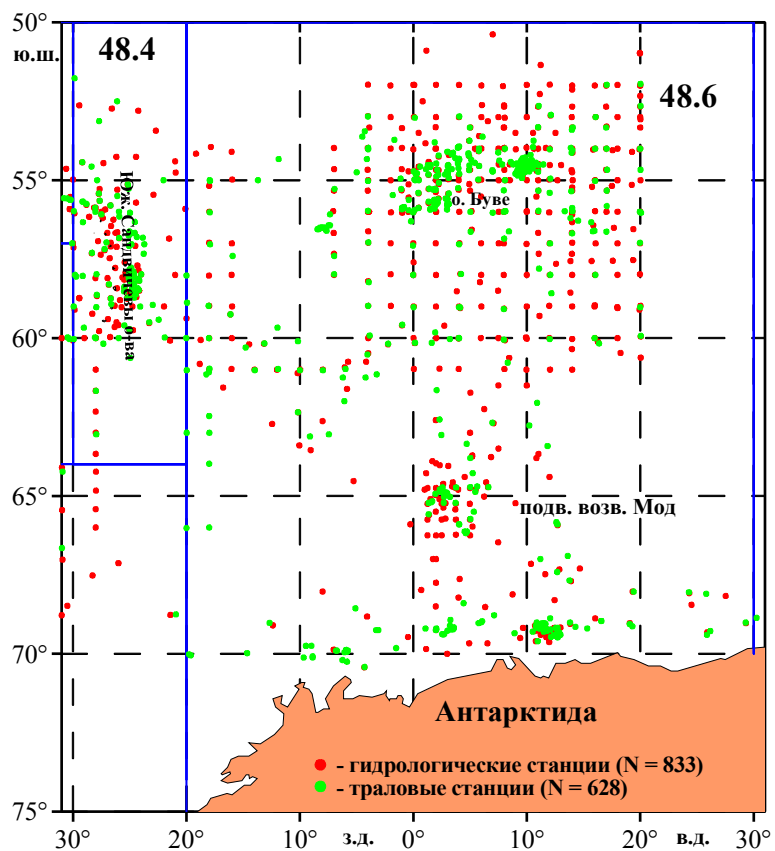 50°
ю.ш.
48.4
48.6
55°
Юж. Сандвичевы о-ва
о. Буве
60°
65°
подв. возв. Мод
70°
Антарктида
- гидрологические станции (N = 833)
- траловые станции (N = 628)
75°
30° 20° 10° з.д. 0° 10° в.д. 30°